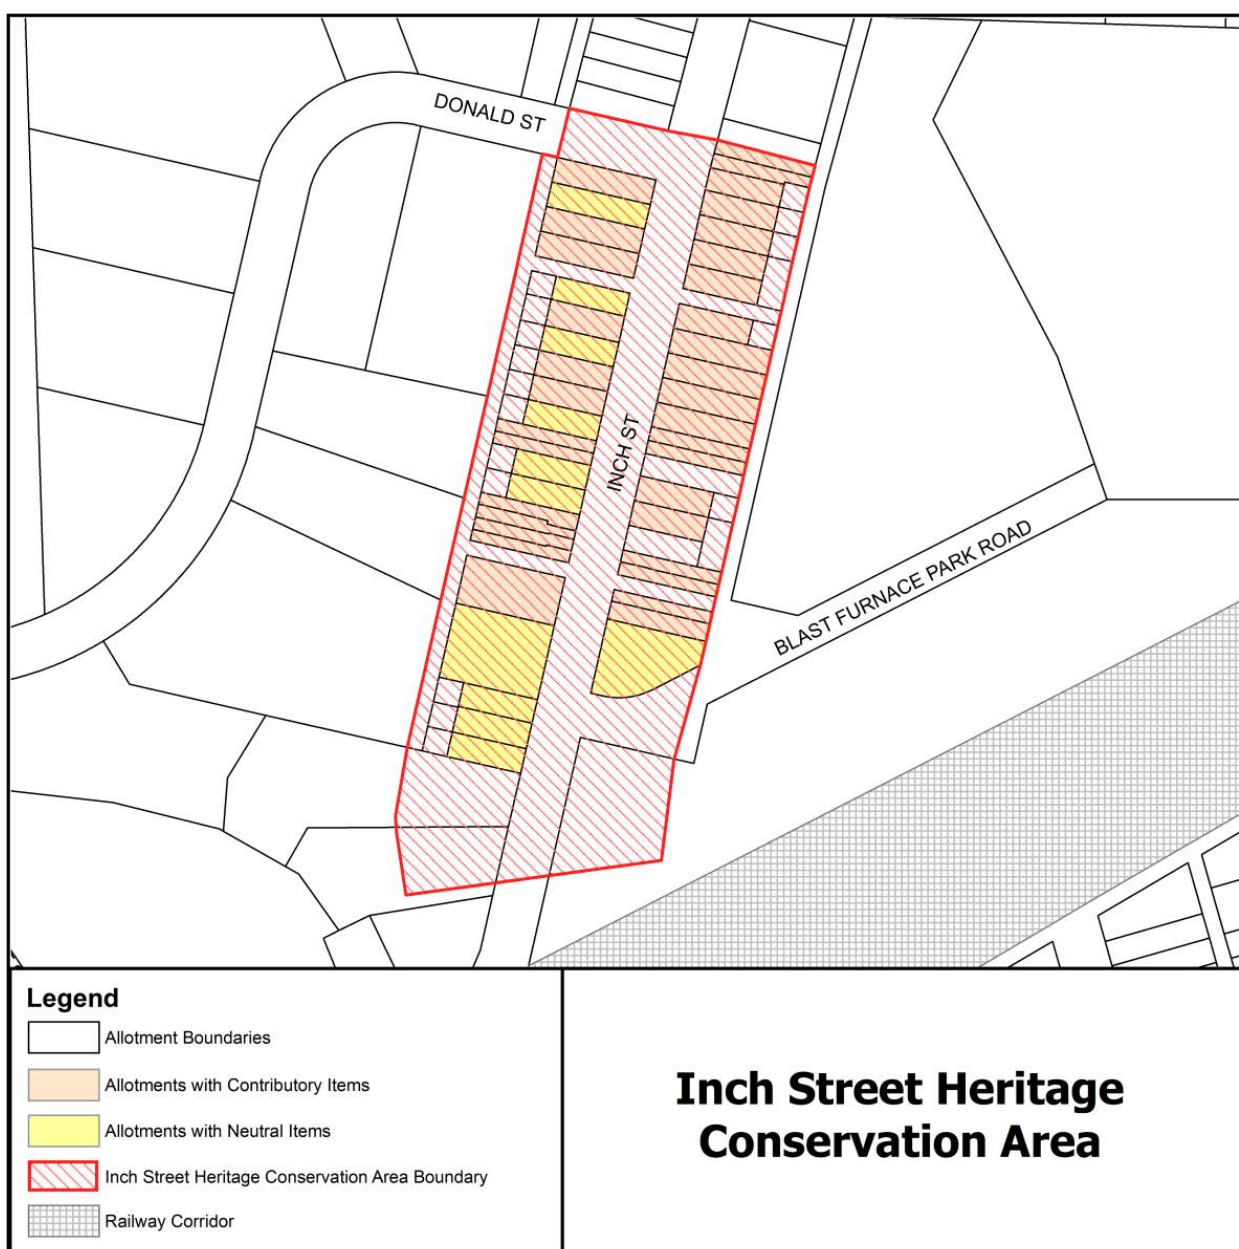 DONALD ST
INCH ST
BLAST FURNACE PARK ROAD
Legend
Allotment Boundaries
Allotments with Contributory Items
Allotments with Neutral Items
Inch Street Heritage Conservation Area Boundary
Railway Corridor
Inch Street Heritage
Conservation Area